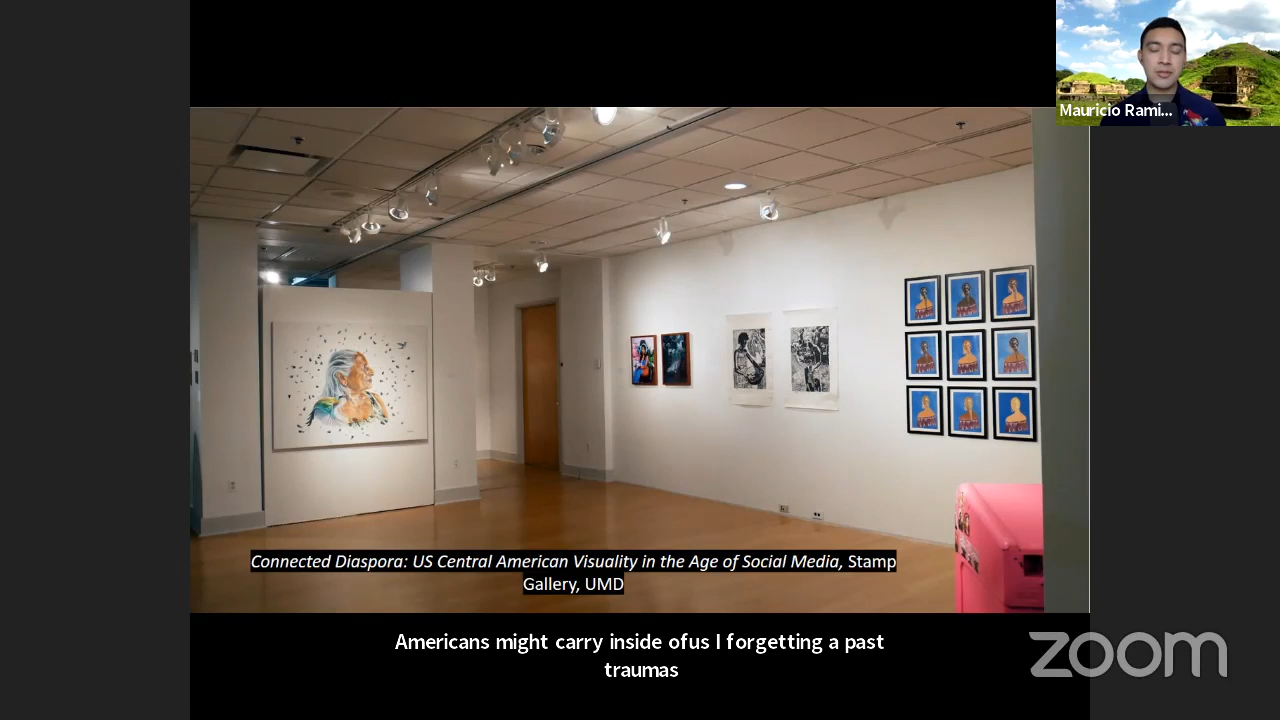 Mauricio Rami...
Connected Diaspora: US Central American Visuality in the Age of Social Media, Stamp
Gallery, UMD
Americans might carry inside ofus I forgetting a past
traumas
zoom